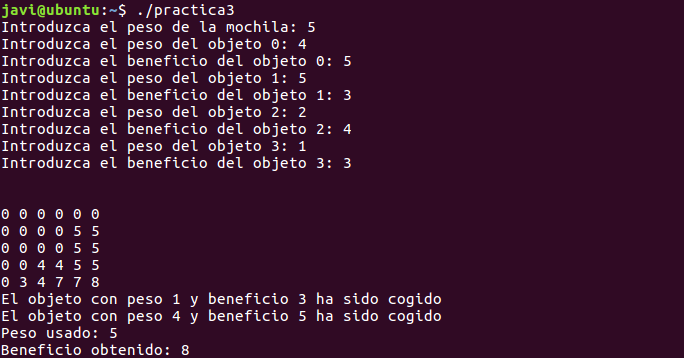 javi@ubuntu:~$ ./practica3
Introduzca el peso de la mochila: 5
Introduzca el peso del objeto 0: 4
Introduzca el beneficio del objeto 0: 5
Introduzca el peso del objeto 1: 5
Introduzca el beneficio del objeto 1: 3
Introduzca el peso del objeto 2: 2
Introduzca el beneficio del objeto 2: 4
Introduzca el peso del objeto 3: 1
Introduzca el beneficio del objeto 3: 3
0 0 0 0 0 0
0 0 0 0 5 5
0 0 0 0 5 5
0 0 4 4 5 5
0 3 4 7 7 8
El objeto con peso 1 y beneficio 3 ha sido cogido
El objeto con peso 4 y beneficio 5 ha sido cogido
Peso usado: 5
Beneficio obtenido: 8